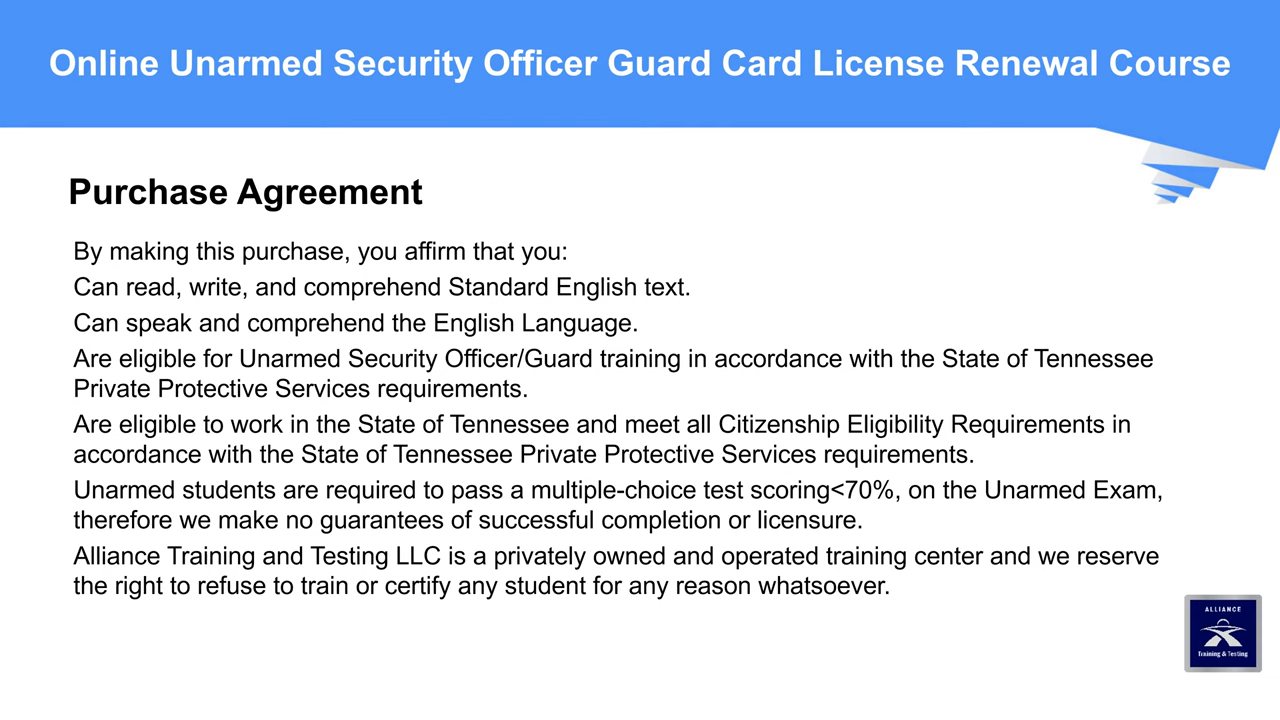 Online Unarmed Security Officer Guard Card License Renewal Course
Purchase Agreement
By making this purchase, you affirm that you:
Can read, write, and comprehend Standard English text.
Can speak and comprehend the English Language.
Are eligible for Unarmed Security Officer/Guard training in accordance with the State of Tennessee
Private Protective Services requirements.
Are eligible to work in the State of Tennessee and meet all Citizenship Eligibility Requirements in
accordance with the State of Tennessee Private Protective Services requirements.
Unarmed students are required to pass a multiple-choice test scoring<70%, on the Unarmed Exam,
therefore we make no guarantees of successful completion or licensure.
Alliance Training and Testing LLC is a privately owned and operated training center and we reserve
the right to refuse to train or certify any student for any reason whatsoever.
ALLIANCE
Training & Testing